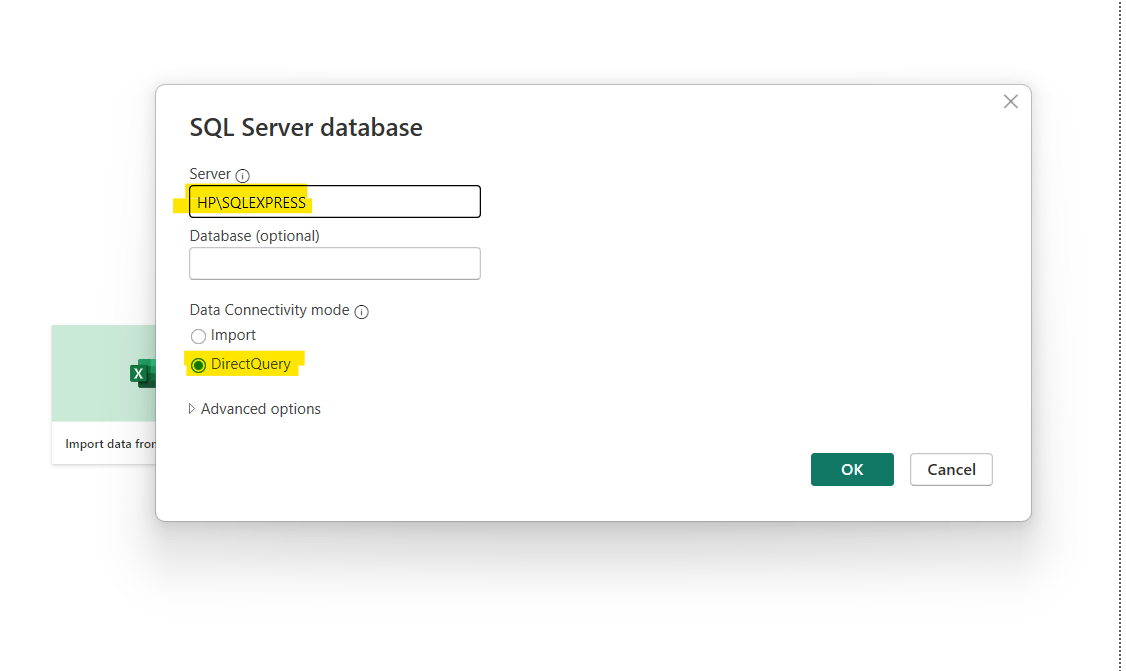 SQL Server database
Server
HP\SQLEXPRESS
Database (optional)
Data Connectivity mode
Import
DirectQuery
Advanced options
X
Import data from
OK
Cancel